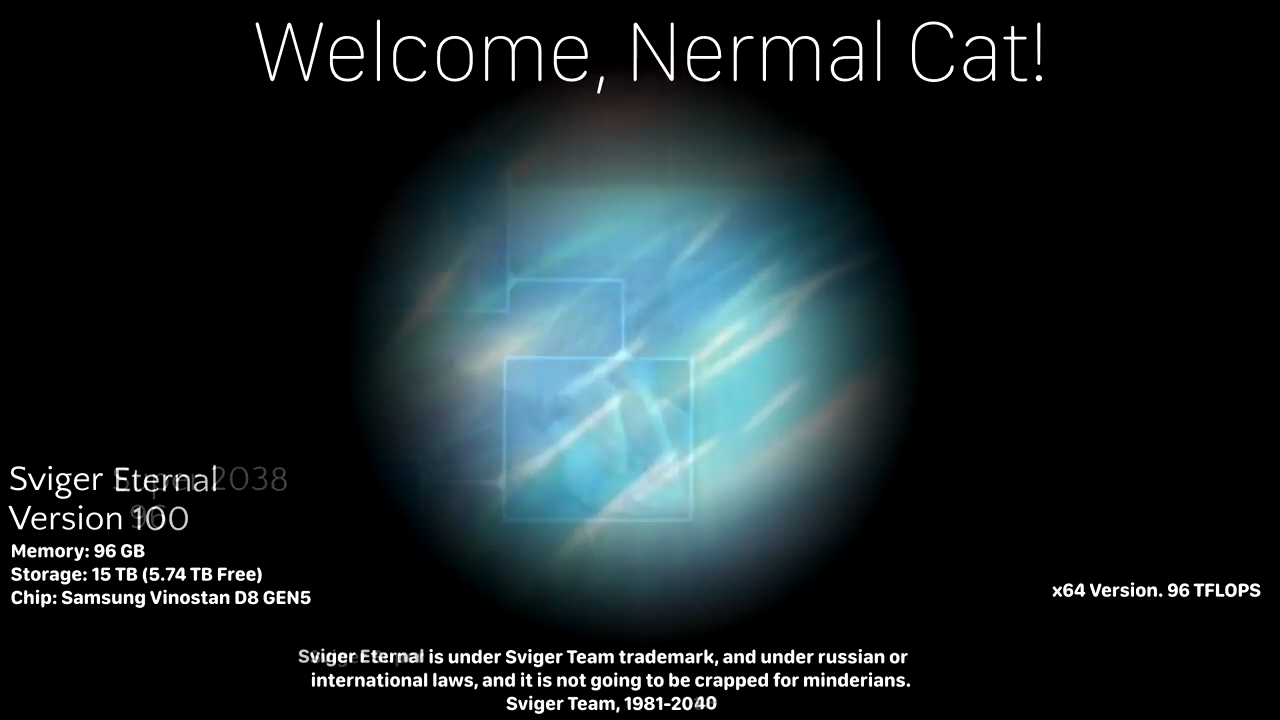 Welcome, Nermal Cat!
Sviger Eternal
Version 100
Memory: 96 GB
Storage: 15 TB (5.74 TB Free)
Chip: Samsung Vinostan D8 GEN5
x64 Version. 96 TFLOPS
Sviger Eternal is under Sviger Team trademark, and under russian or
international laws, and it is not going to be crapped for minderians.
Sviger Team, 1981-2040